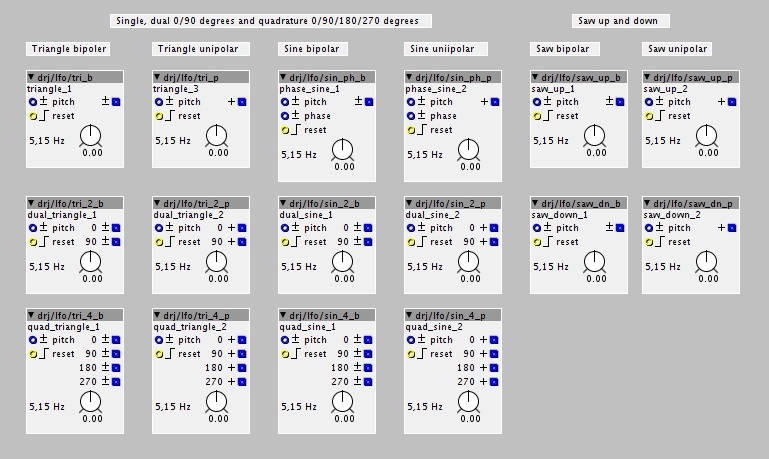 Single, dual 0/90 degrees and quadrature 0/90/180/270 degrees
Saw up and down
Triangle bipoler
Triangle unipolar
Sine bipolar
Sine uniipolar
Saw bipolar
Saw unipolar
drj/lfo/tri_b
triangle_1
± pitch ±
reset
5,15 Hz
0.00
drj/lfo/tri_p
triangle_3
± pitch +
reset
5,15 Hz
0.00
drj/lfo/sin_ph_b
phase_sine_1
± pitch ±
± phase
reset
5,15 Hz
0.00
drj/lfo/sin_ph_p
phase_sine_2
± pitch +
± phase
reset
5,15 Hz
0.00
drj/lfo/saw_up_b
saw_up_1
± pitch ±
reset
5,15 Hz
0.00
drj/lfo/saw_up_p
saw_up_2
± pitch +
reset
5,15 Hz
0.00
drj/lfo/tri_2_b
dual_triangle_1
± pitch 0 ±
reset 90 ±
5,15 Hz
0.00
drj/lfo/tri_2_p
dual_triangle_2
± pitch 0 +
reset 90 +
5,15 Hz
0.00
drj/lfo/sin_2_b
dual_sine_1
± pitch 0 ±
reset 90 ±
5,15 Hz
0.00
drj/lfo/sin_2_p
dual_sine_2
± pitch 0 +
reset 90 +
5,15 Hz
0.00
drj/lfo/saw_dn_b
saw_down_1
± pitch ±
reset
5,15 Hz
0.00
drj/lfo/saw_dn_p
saw_down_2
± pitch +
reset
5,15 Hz
0.00
drj/lfo/tri_4_b
quad_triangle_1
± pitch 0 ±
reset 90 ±
180 ±
270 ±
5,15 Hz
0.00
drj/lfo/tri_4_p
quad_triangle_2
± pitch 0 +
reset 90 +
180 +
270 +
5,15 Hz
0.00
drj/lfo/sin_4_b
quad_sine_1
± pitch 0 ±
reset 90 ±
180 ±
270 ±
5,15 Hz
0.00
drj/lfo/sin_4_p
quad_sine_2
± pitch 0 +
reset 90 +
180 +
270 +
5,15 Hz
0.00